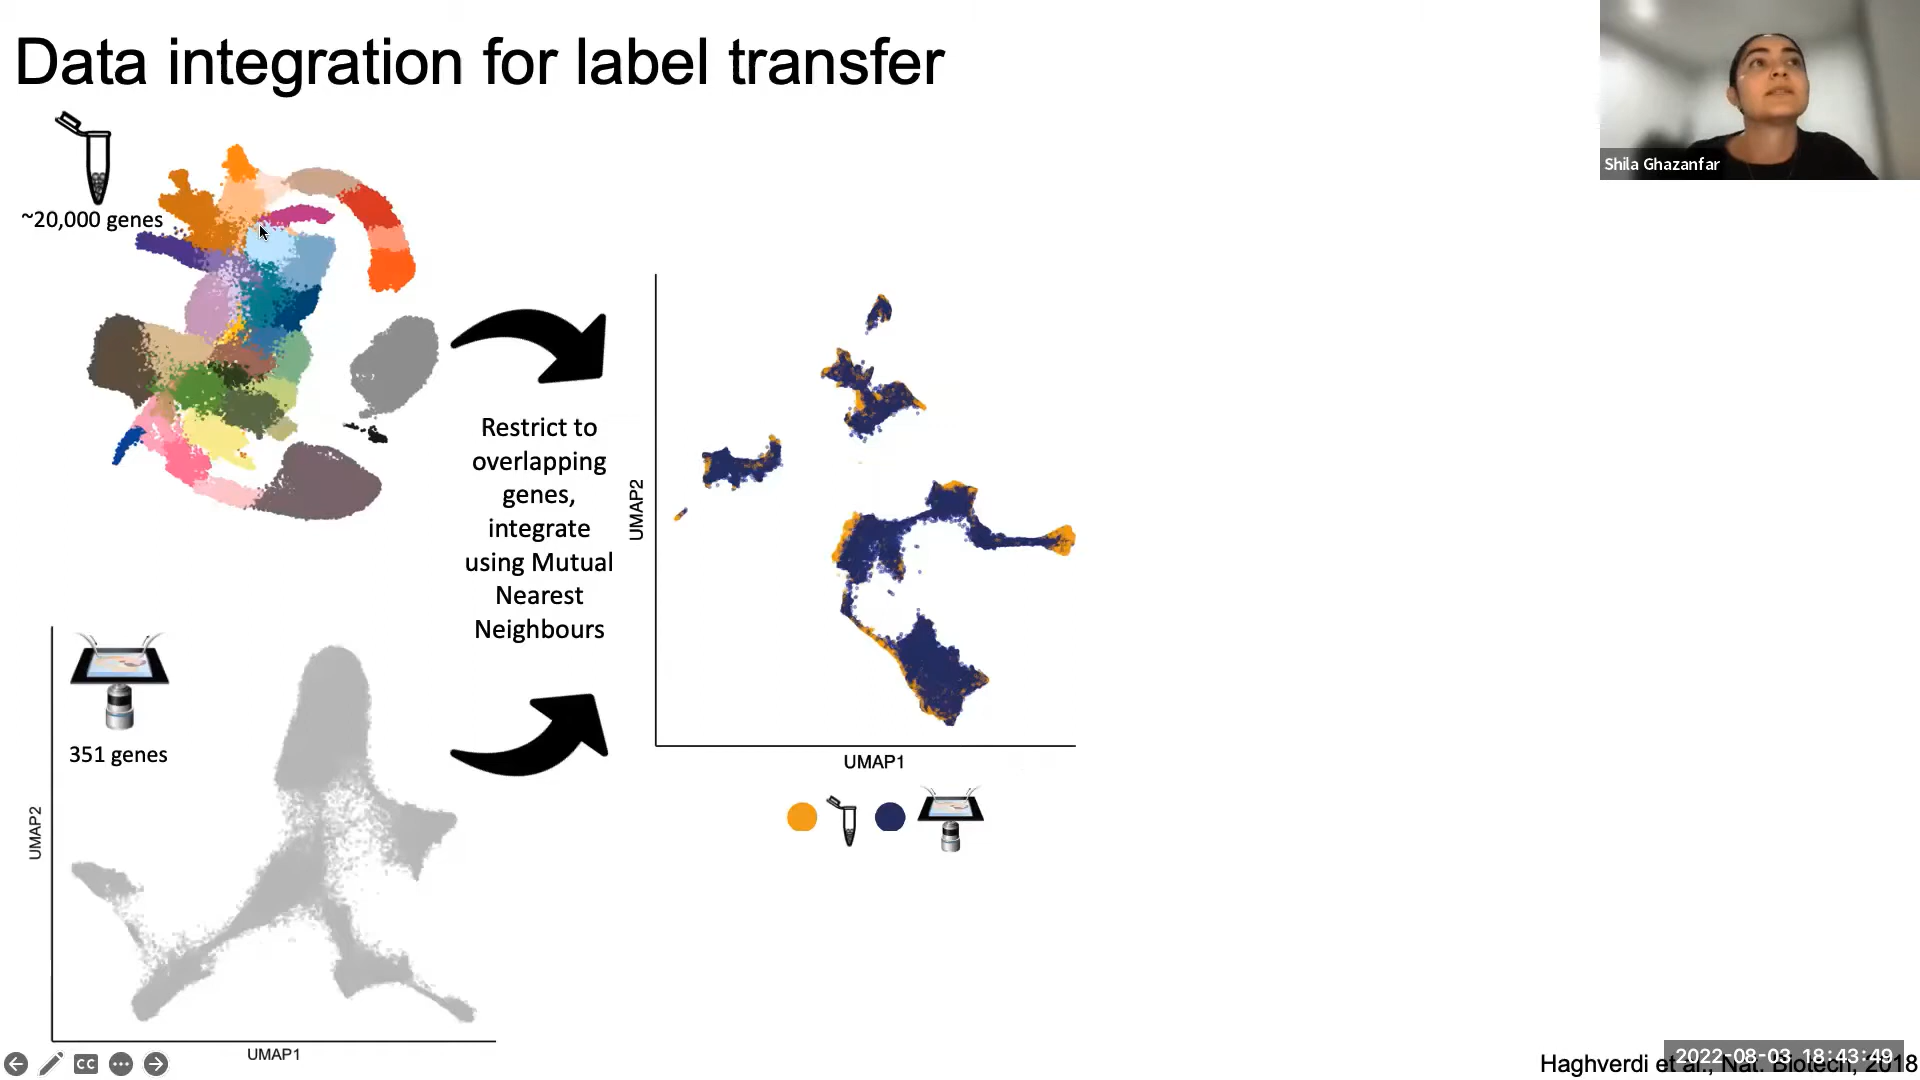 Data integration for label transfer
Shila Ghazanfar
~20,000 genes
Restrict to
overlapping
genes,
integrate
using Mutual
Nearest
Neighbours
UMAP2
UMAP1
351 genes
UMAP2
UMAP1
CC
Haghverdi et al., Nat. Biotech, 2018
2022-08-03 18:43:49